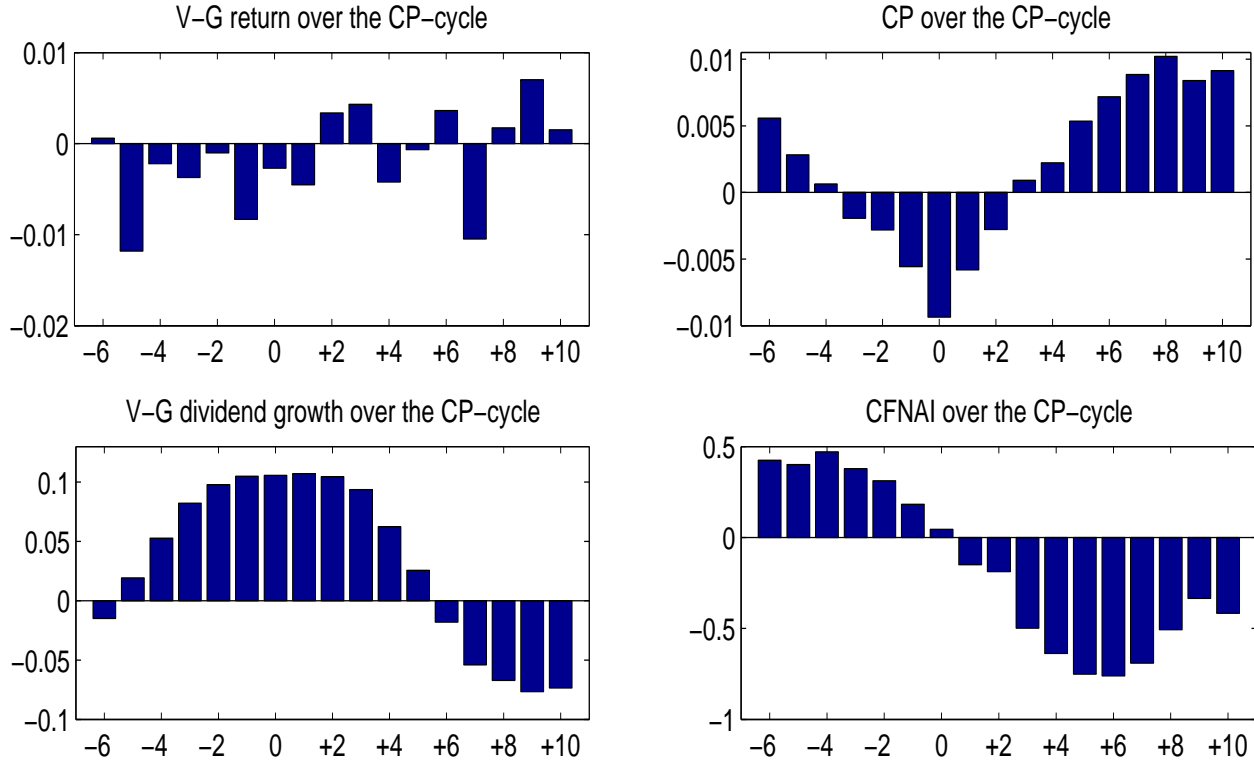 V−G return over the CP−cycle
0.01
0
−0.01
−0.02
−6 −4 −2 0 +2 +4 +6 +8 +10
CP over the CP−cycle
0.01
0.005
0
−0.005
−0.01
−6 −4 −2 0 +2 +4 +6 +8 +10
V−G dividend growth over the CP−cycle
0.1
0.05
0
−0.05
−0.1
−6 −4 −2 0 +2 +4 +6 +8 +10
CFNAI over the CP−cycle
0.5
0
−0.5
−1
−6 −4 −2 0 +2 +4 +6 +8 +10